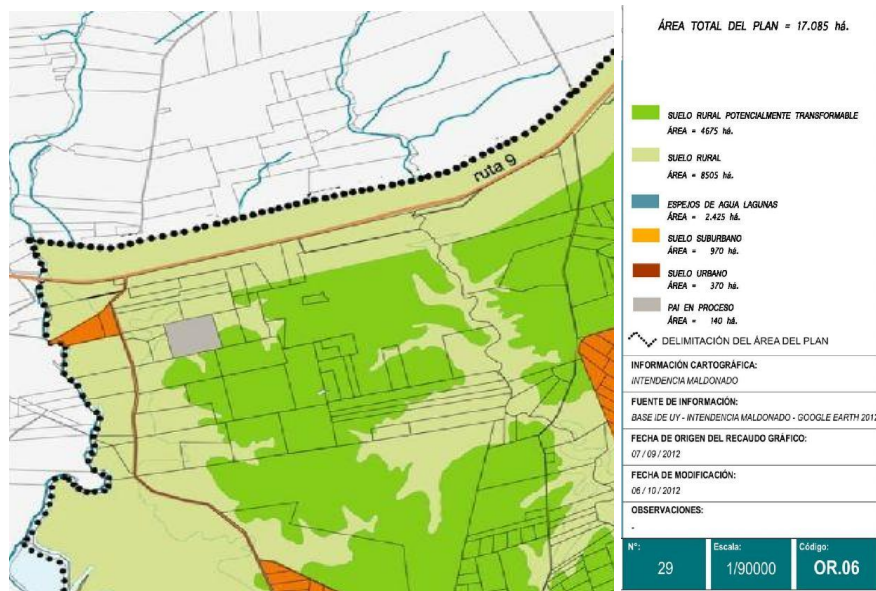 ruta 9
ÁREA TOTAL DEL PLAN = 17.085 há.
SUELO RURAL POTENCIALMENTE TRANSFORMABLE
ÁREA = 4675 há.
SUELO RURAL
ÁREA = 8505 há.
ESPEJOS DE AGUA LAGUNAS
ÁREA = 2.425 há.
SUELO SUBURBANO
ÁREA = 970 há.
SUELO URBANO
ÁREA = 370 há.
PAI EN PROCESO
ÁREA = 140 há.
DELIMITACIÓN DEL ÁREA DEL PLAN
INFORMACIÓN CARTOGRÁFICA:
INTENDENCIA MALDONADO
FUENTE DE INFORMACIÓN:
BASE IDE UY - INTENDENCIA MALDONADO - GOOGLE EARTH 2012
FECHA DE ORIGEN DEL RECAUDO GRÁFICO:
07 / 09 / 2012
FECHA DE MODIFICACIÓN:
06 / 10 / 2012
OBSERVACIONES:
-
Nº: Escala: Código:
29 1/90000 OR.06